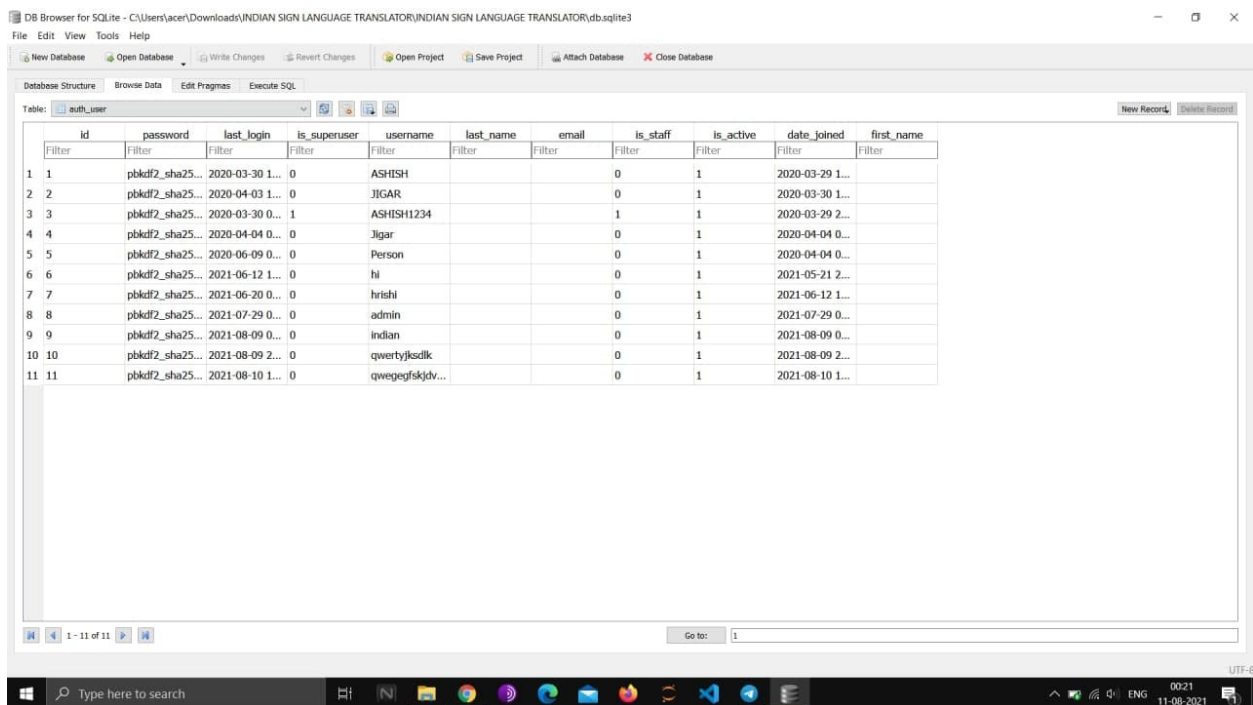 DB Browser for SQLite - C:\Users\acer\Downloads\INDIAN SIGN LANGUAGE TRANSLATOR\INDIAN SIGN LANGUAGE TRANSLATOR\db.sqlite3
File Edit View Tools Help
New Database Open Database Write Changes Revert Changes Open Project Save Project Attach Database Close Database
Database Structure Browse Data Edit Pragmas Execute SQL
Table: auth_user New Record Delete Record
id password last_login is_superuser username last_name email is_staff is_active date_joined first_name
Filter Filter Filter Filter Filter Filter Filter Filter Filter Filter Filter
1 1 pbkdf2_sha25... 2020-03-30 1... 0 ASHISH 0 1 2020-03-29 1...
2 2 pbkdf2_sha25... 2020-04-03 1... 0 JIGAR 0 1 2020-03-30 1...
3 3 pbkdf2_sha25... 2020-03-30 0... 1 ASHISH1234 1 1 2020-03-29 2...
4 4 pbkdf2_sha25... 2020-04-04 0... 0 Jigar 0 1 2020-04-04 0...
5 5 pbkdf2_sha25... 2020-06-09 0... 0 Person 0 1 2020-04-04 0...
6 6 pbkdf2_sha25... 2021-06-12 1... 0 hi 0 1 2021-05-21 2...
7 7 pbkdf2_sha25... 2021-06-20 0... 0 hrishi 0 1 2021-06-12 1...
8 8 pbkdf2_sha25... 2021-07-29 0... 0 admin 0 1 2021-07-29 0...
9 9 pbkdf2_sha25... 2021-08-09 0... 0 indian 0 1 2021-08-09 0...
10 10 pbkdf2_sha25... 2021-08-09 2... 0 qwertyjksdlk 0 1 2021-08-09 2...
11 11 pbkdf2_sha25... 2021-08-10 1... 0 qwegegfskjdv... 0 1 2021-08-10 1...
1 - 11 of 11 Go to: 1
UTF-8
Type here to search ENG 00:21
11-08-2021